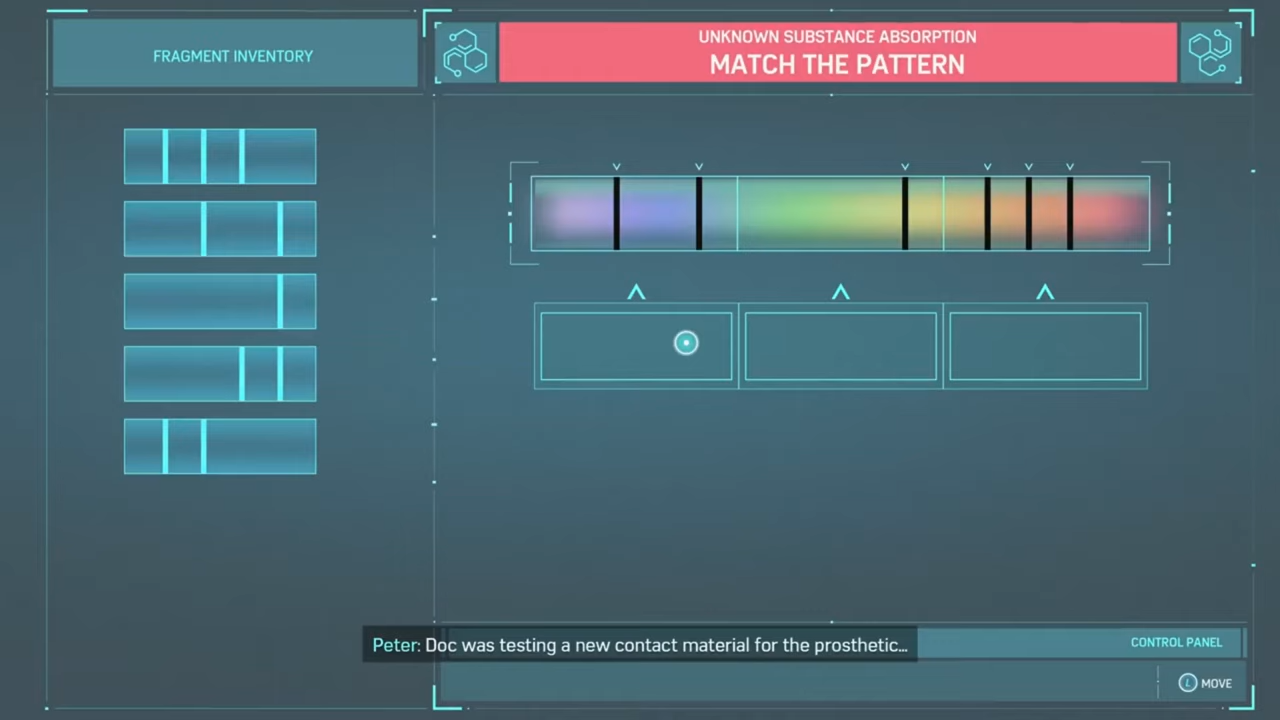 FRAGMENT INVENTORY
UNKNOWN SUBSTANCE ABSORPTION
MATCH THE PATTERN
Peter: Doc was testing a new contact material for the prosthetic...
CONTROL PANEL
L MOVE